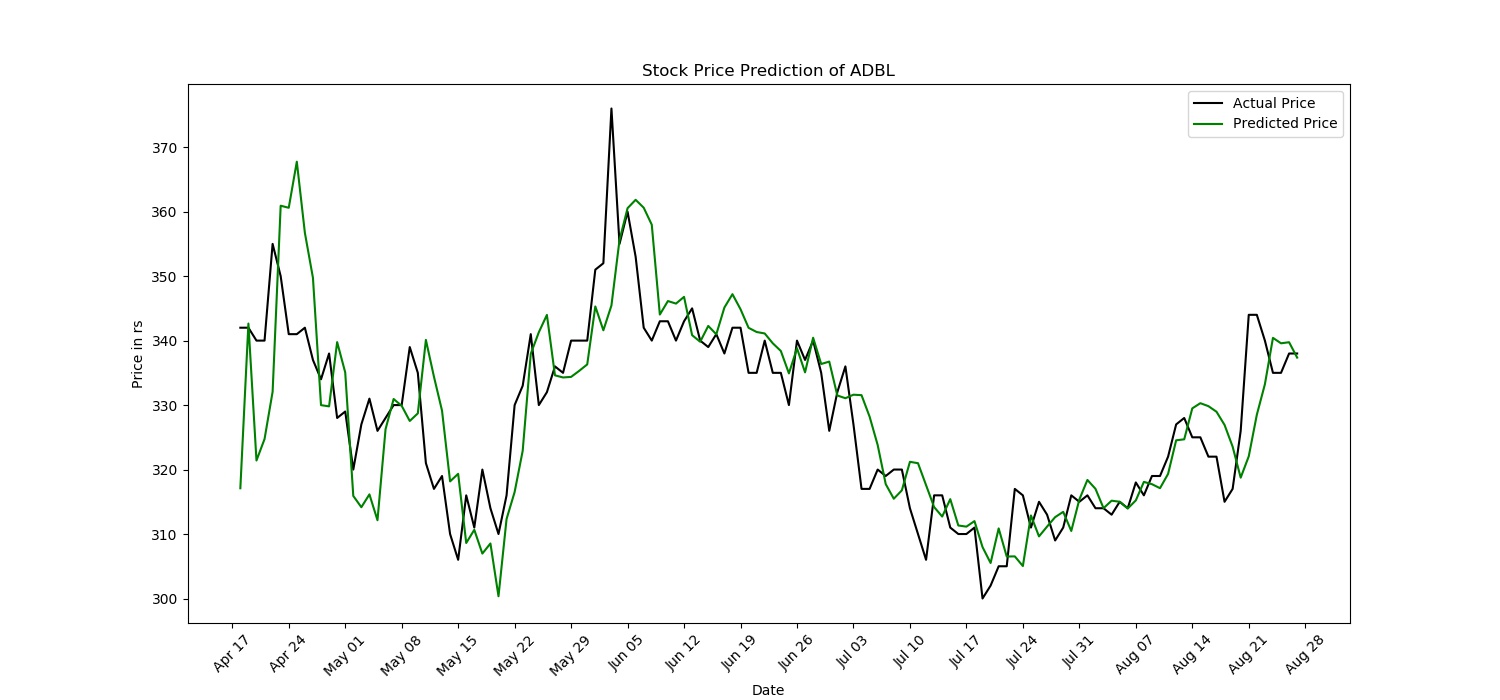 Stock Price Prediction of ADBL
Actual Price
Predicted Price
Price in rs
370
360
350
340
330
320
310
300
Apr 17
Apr 24
May 01
May 08
May 15
May 22
May 29
Jun 05
Jun 12
Jun 19
Jun 26
Jul 03
Jul 10
Jul 17
Jul 24
Jul 31
Aug 07
Aug 14
Aug 21
Aug 28
Date